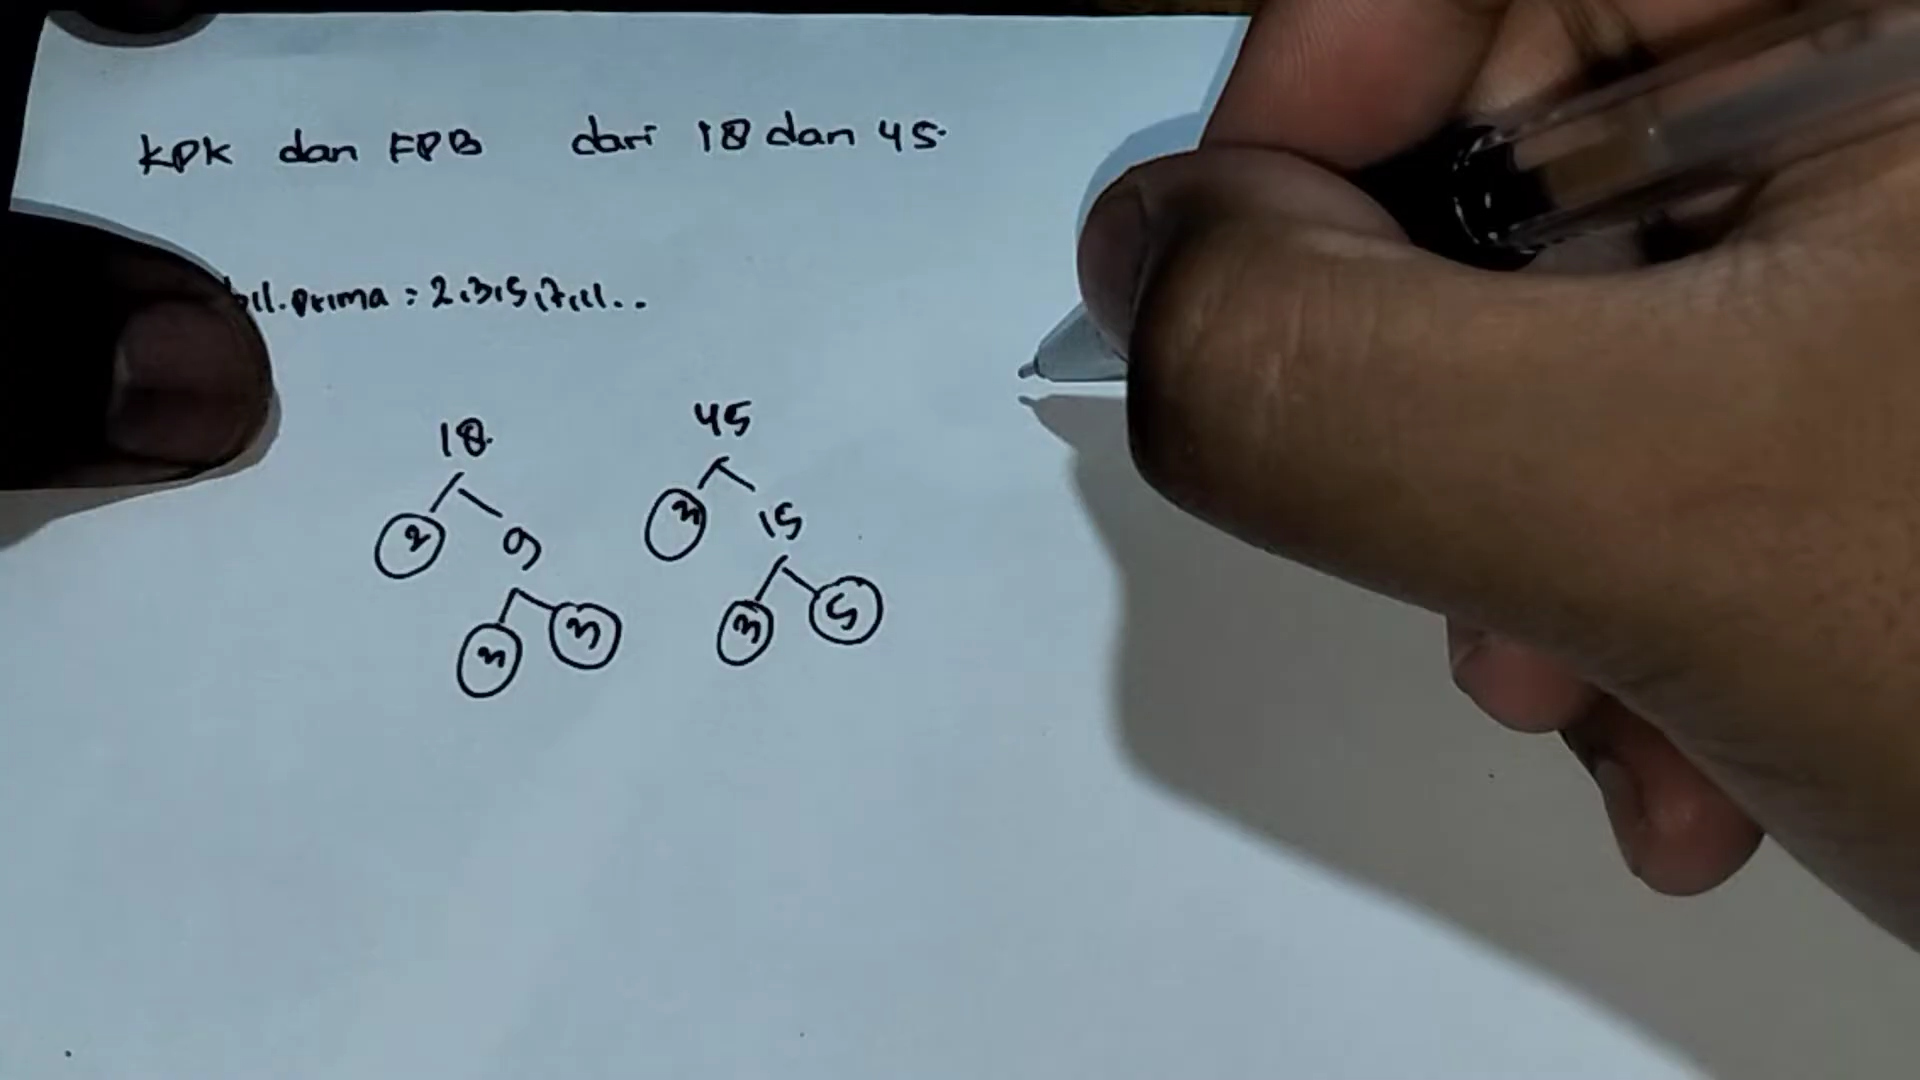 KPK dan FPB dari 18 dan 45.
bil.prima = 2,3,5,7,11..
18 45
2 9 3 15
3 3 3 5